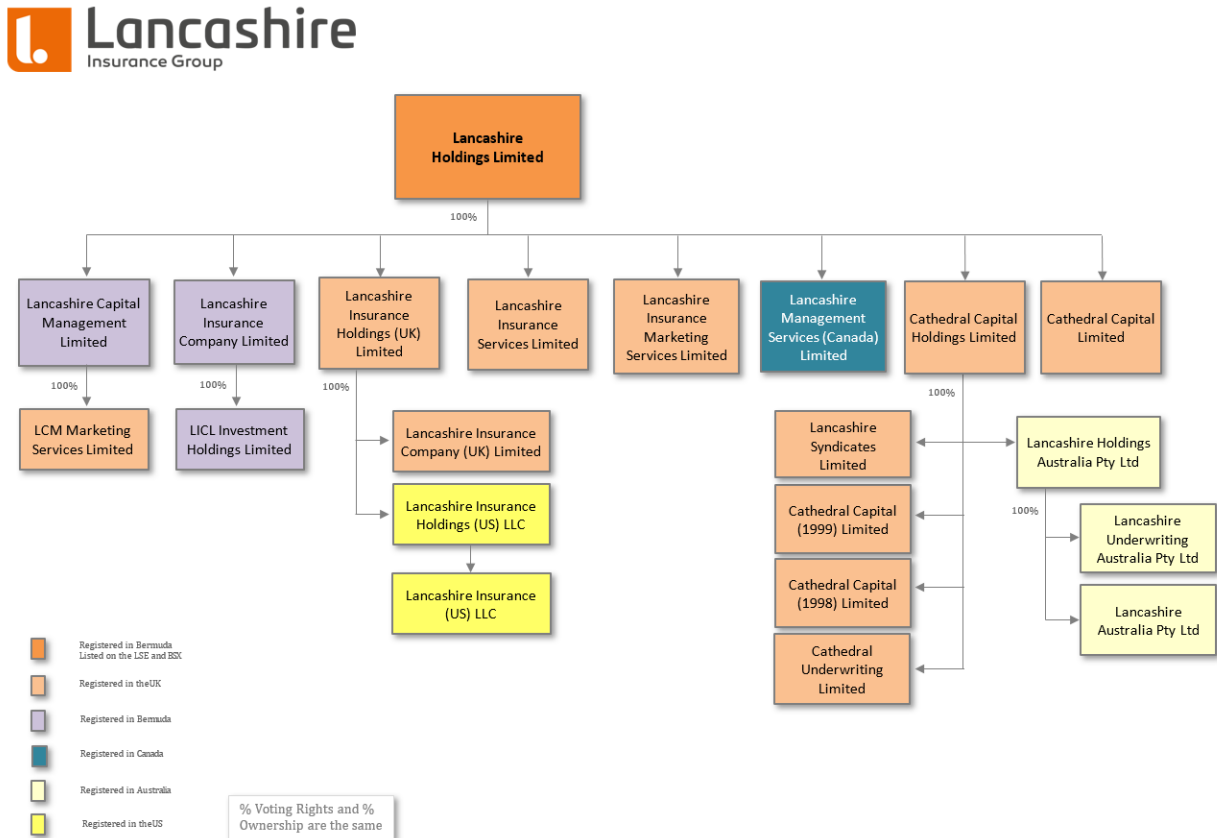 Lancashire
Insurance Group
Lancashire
Holdings Limited
100%
Lancashire Capital
Management
Limited
Lancashire
Insurance
Company Limited
Lancashire
Insurance
Holdings (UK)
Limited
Lancashire
Insurance
Services Limited
Lancashire
Insurance
Marketing
Services Limited
Lancashire
Management
Services (Canada)
Limited
Cathedral Capital
Holdings Limited
Cathedral Capital
Limited
100%
100%
100%
100%
LCM Marketing
Services Limited
LICL Investment
Holdings Limited
Lancashire Insurance
Company (UK) Limited
Lancashire Insurance
Holdings (US) LLC
Lancashire Insurance
(US) LLC
Lancashire
Syndicates
Limited
Cathedral Capital
(1999) Limited
Cathedral Capital
(1998) Limited
Cathedral
Underwriting
Limited
Lancashire Holdings
Australia Pty Ltd
100%
Lancashire
Underwriting
Australia Pty Ltd
Lancashire
Australia Pty Ltd
Registered in Bermuda
Listed on the LSE and BSX
Registered in theUK
Registered in Bermuda
Registered in Canada
Registered in Australia
Registered in theUS
% Voting Rights and %
Ownership are the same